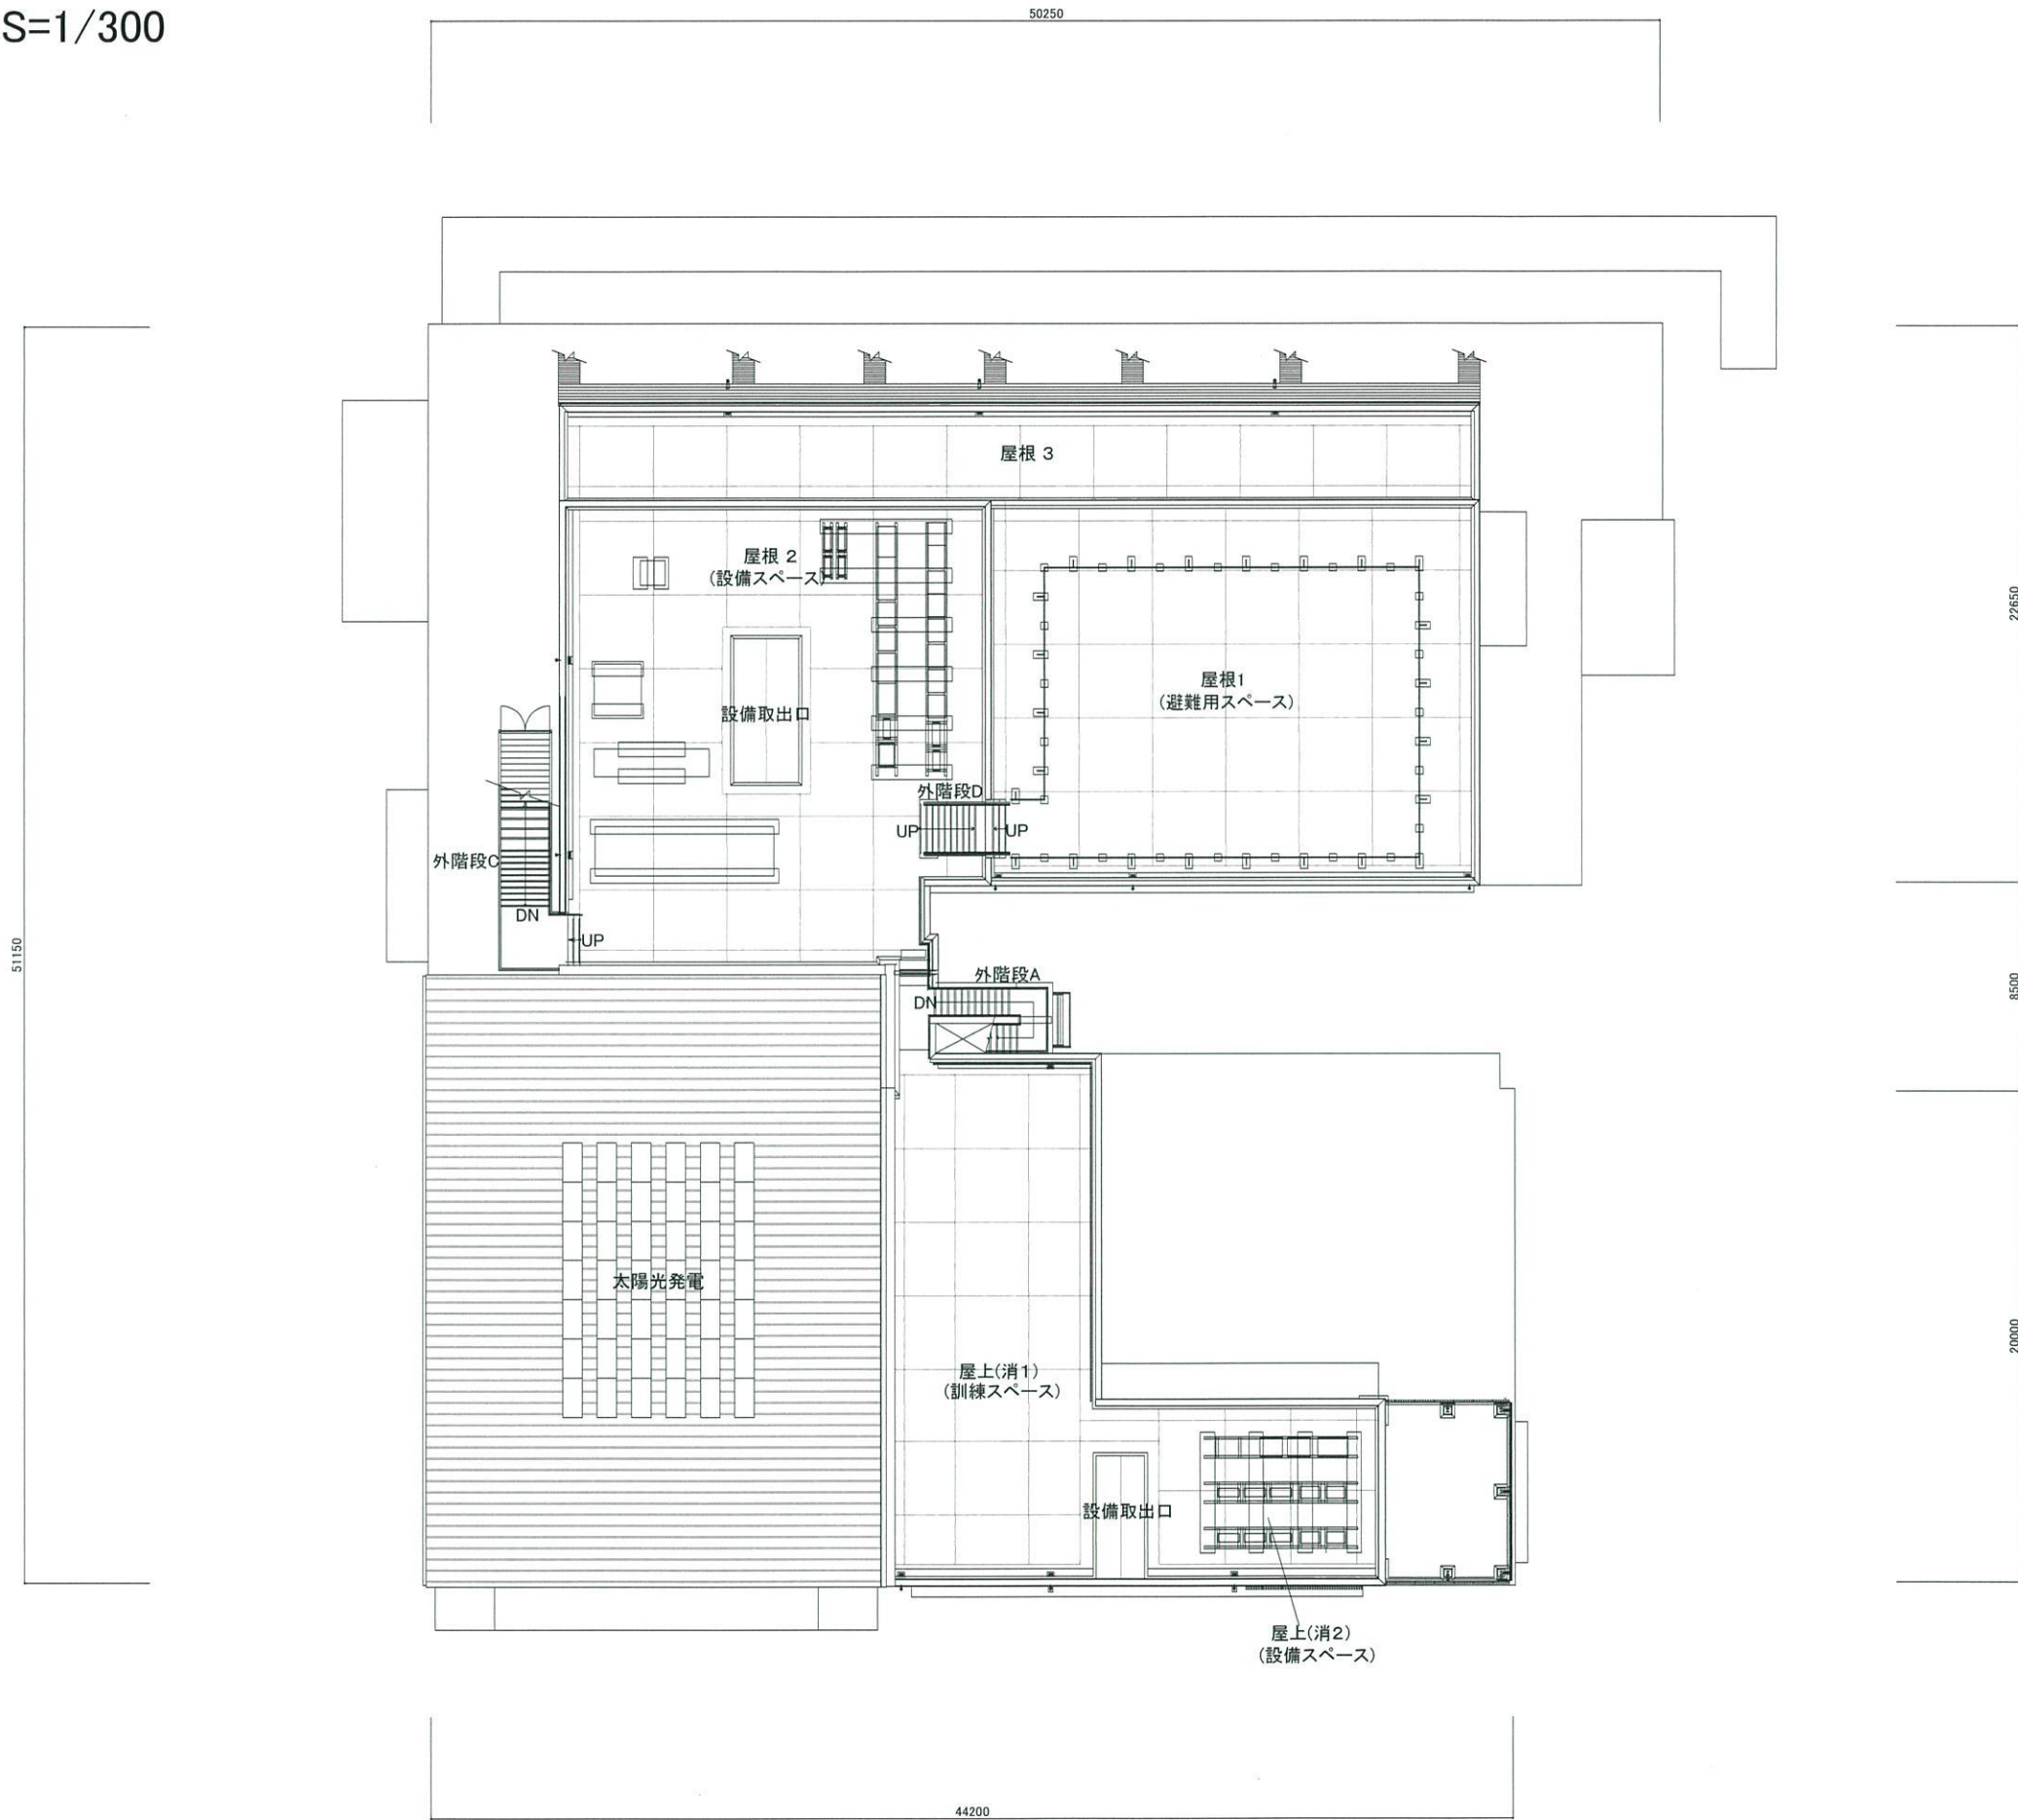 S=1/300
50250
屋根 3
屋根 2
(設備スペース)
屋根1
(避難用スペース)
設備取出口
22650
外階段D
UP
UP
外階段C
DN
UP
51150
外階段A
DN
8500
太陽光発電
屋上(消1)
(訓練スペース)
20000
設備取出口
屋上(消2)
(設備スペース)
44200